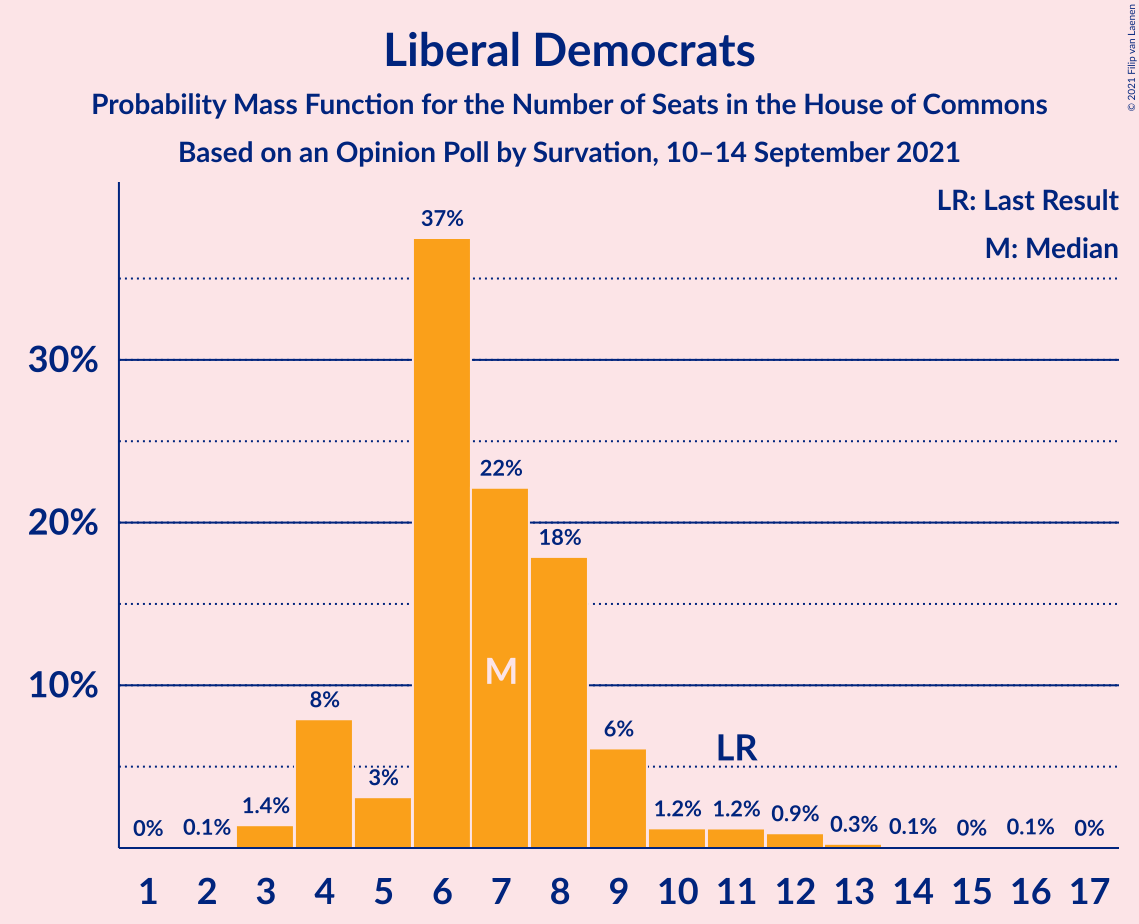 Liberal Democrats
Probability Mass Function for the Number of Seats in the House of Commons
Based on an Opinion Poll by Survation, 10–14 September 2021
© 2021 Filip van Laenen
LR: Last Result
M: Median
37%
30%
22%
20%
18%
M
10%
8%
6%
LR
3%
1.4%
1.2%
1.2%
0.9%
0.3%
0%
0.1%
0.1%
0%
0.1%
0%
1 2 3 4 5 6 7 8 9 10 11 12 13 14 15 16 17